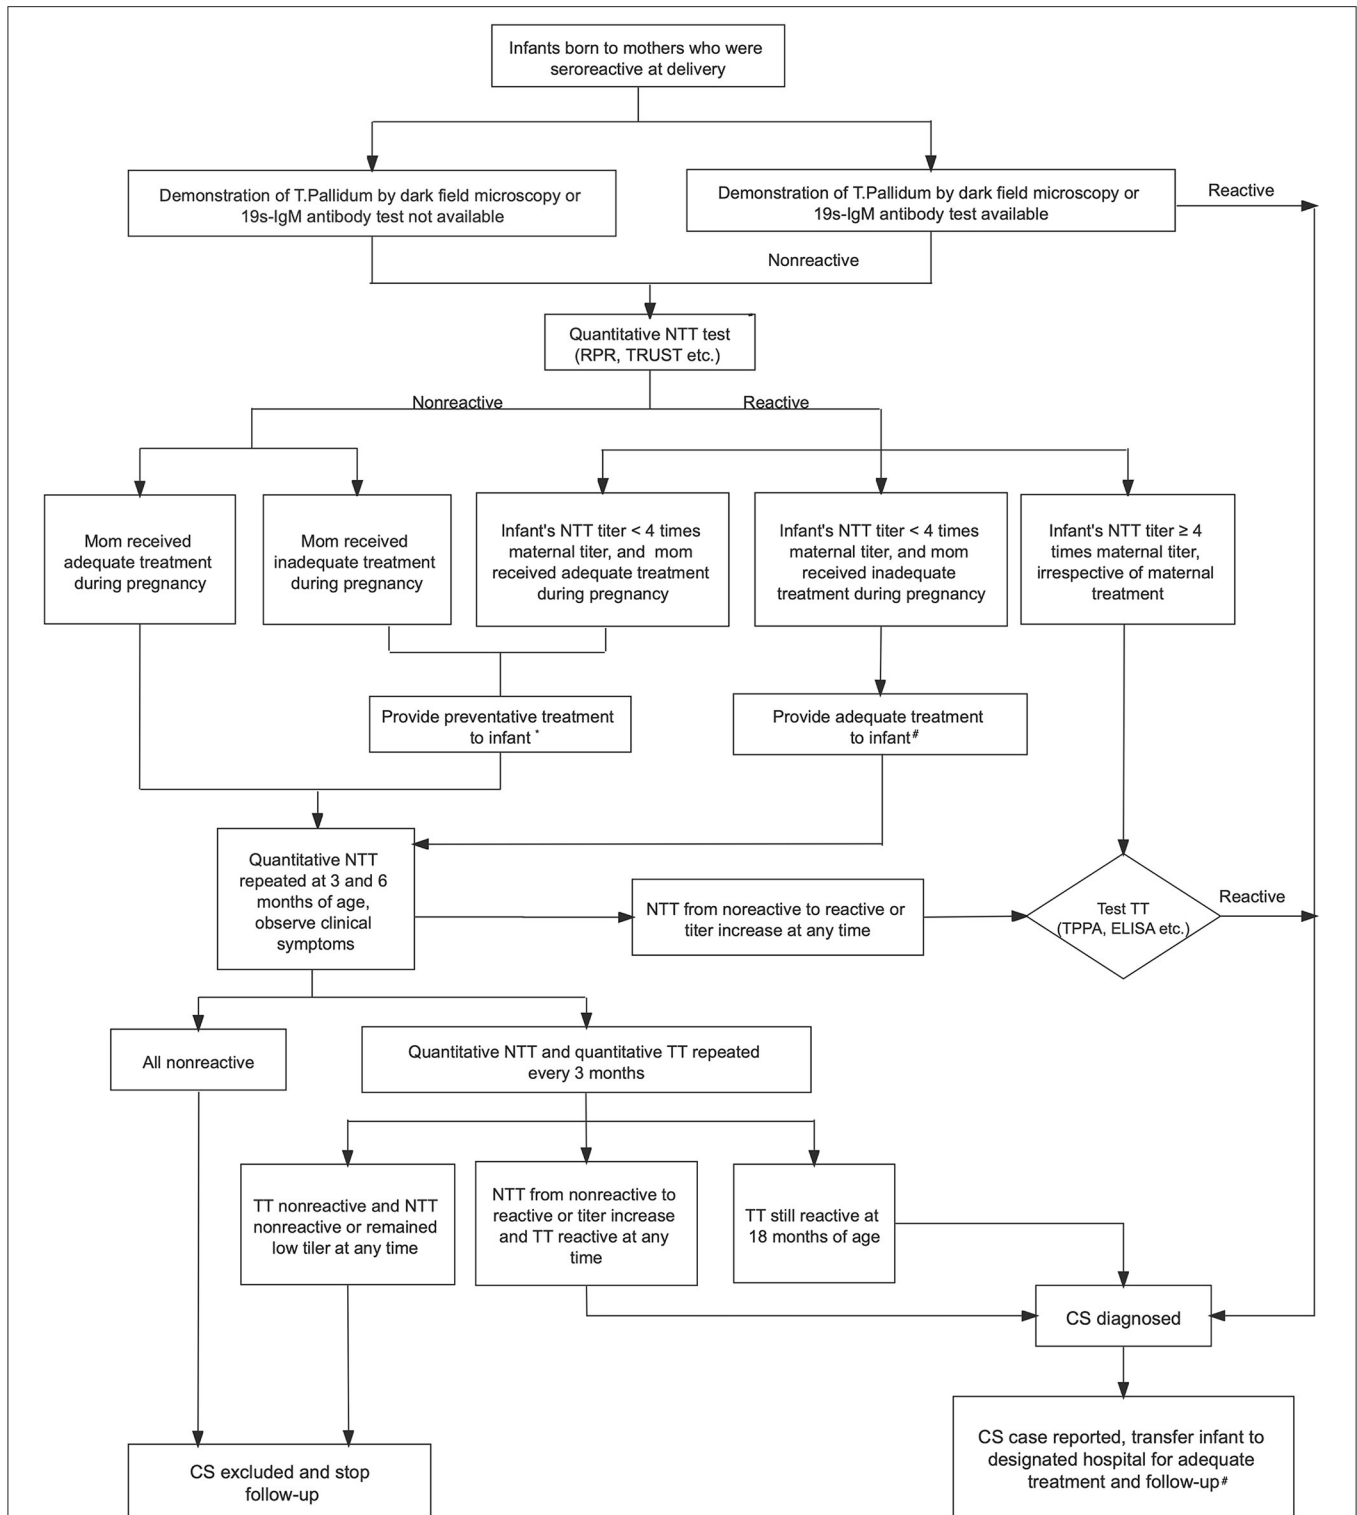 Infants born to mothers who were
seroreactive at delivery
Demonstration of T.Pallidum by dark field microscopy or
19s-IgM antibody test not available
Demonstration of T.Pallidum by dark field microscopy or
19s-IgM antibody test available
Reactive
Nonreactive
Quantitative NTT test
(RPR, TRUST etc.)
Nonreactive
Reactive
Mom received
adequate treatment
during pregnancy
Mom received
inadequate treatment
during pregnancy
Infant's NTT titer < 4 times
maternal titer, and mom
received adequate treatment
during pregnancy
Infant's NTT titer < 4 times
maternal titer, and mom
received inadequate
treatment during pregnancy
Infant's NTT titer ≥ 4
times maternal titer,
irrespective of maternal
treatment
Provide preventative treatment
to infant *
Provide adequate treatment
to infant#
Quantitative NTT
repeated at 3 and 6
months of age,
observe clinical
symptoms
NTT from noreactive to reactive or
titer increase at any time
Test TT
(TPPA, ELISA etc.)
Reactive
All nonreactive
Quantitative NTT and quantitative TT repeated
every 3 months
TT nonreactive and NTT
nonreactive or remained
low tiler at any time
NTT from nonreactive to
reactive or titer increase
and TT reactive at any
time
TT still reactive at
18 months of age
CS diagnosed
CS excluded and stop
follow-up
CS case reported, transfer infant to
designated hospital for adequate
treatment and follow-up#